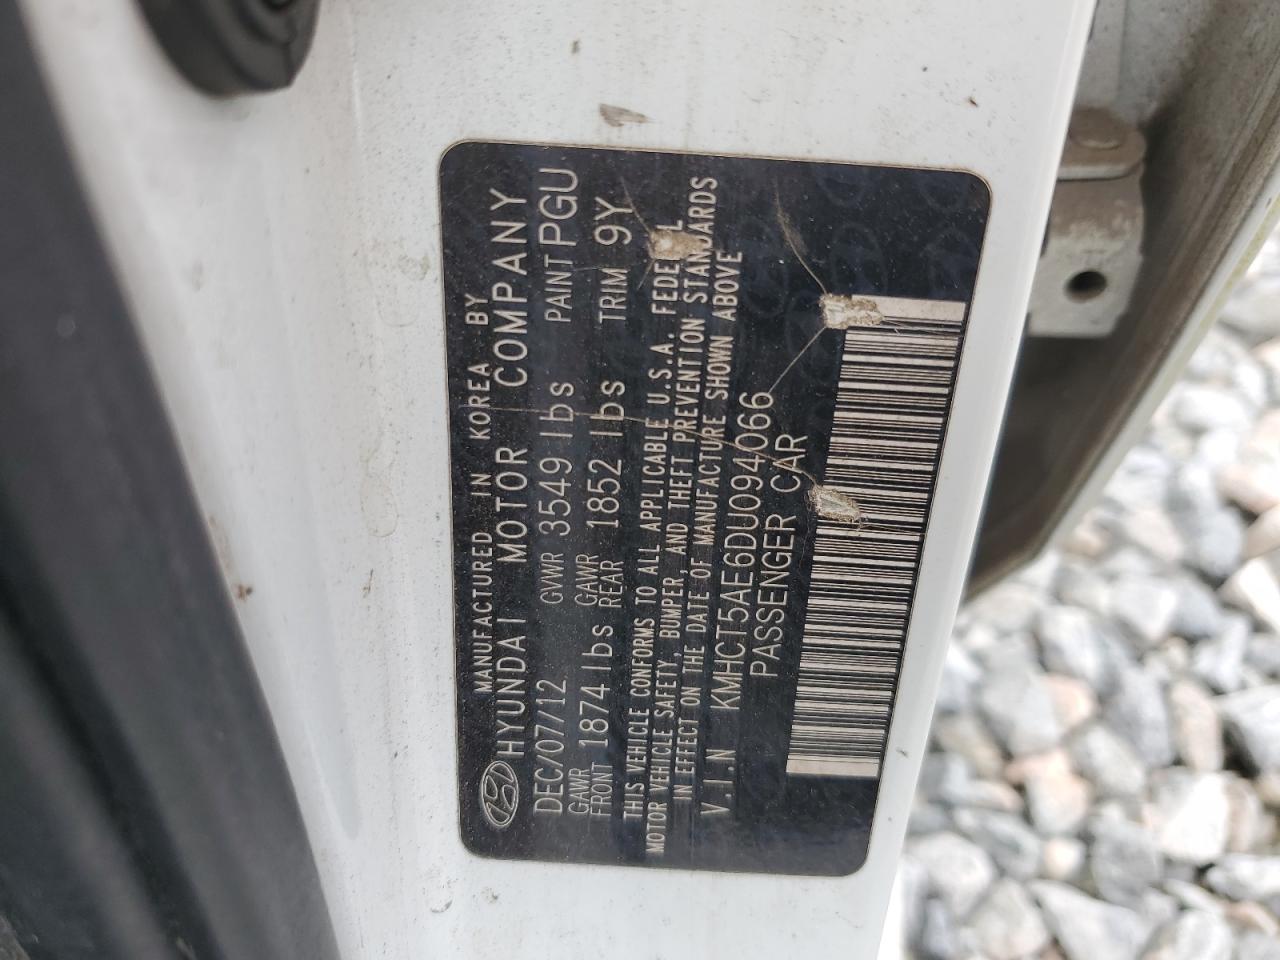 MANUFACTURED IN KOREA BY
HYUNDAI MOTOR COMPANY
DEC/07/12 GVWR 3549 lbs PAINT PGU
GAWR FRONT 1874 lbs GAWR REAR 1852 lbs TRIM 9Y
THIS VEHICLE CONFORMS TO ALL APPLICABLE U.S.A. FEDERAL
MOTOR VEHICLE SAFETY, BUMPER, AND THEFT PREVENTION STANDARDS
IN EFFECT ON THE DATE OF MANUFACTURE SHOWN ABOVE
V.I.N KMHCT5AE6DU094066
PASSENGER CAR